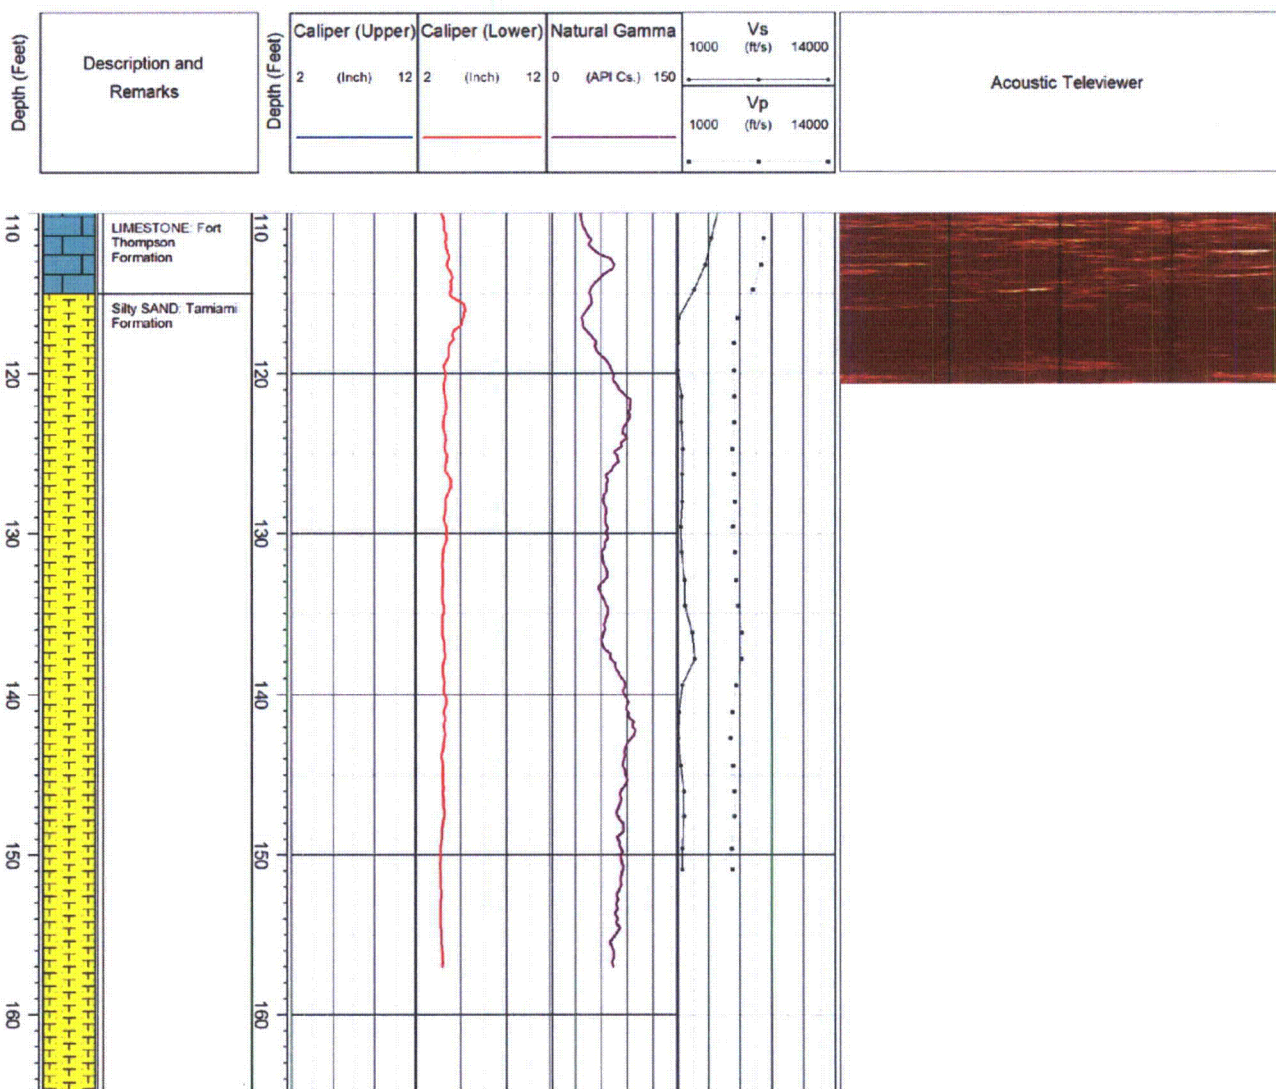 Depth (Feet)
Description and
Remarks
Depth (Feet)
Caliper (Upper)
2 (Inch) 12
Caliper (Lower)
2 (Inch) 12
Natural Gamma
0 (API Cs.) 150
Vs
1000 (ft/s) 14000
Vp
1000 (ft/s) 14000
Acoustic Televiewer
110
120
130
140
150
160
LIMESTONE: Fort
Thompson
Formation
Silty SAND: Tamiami
Formation
110
120
130
140
150
160